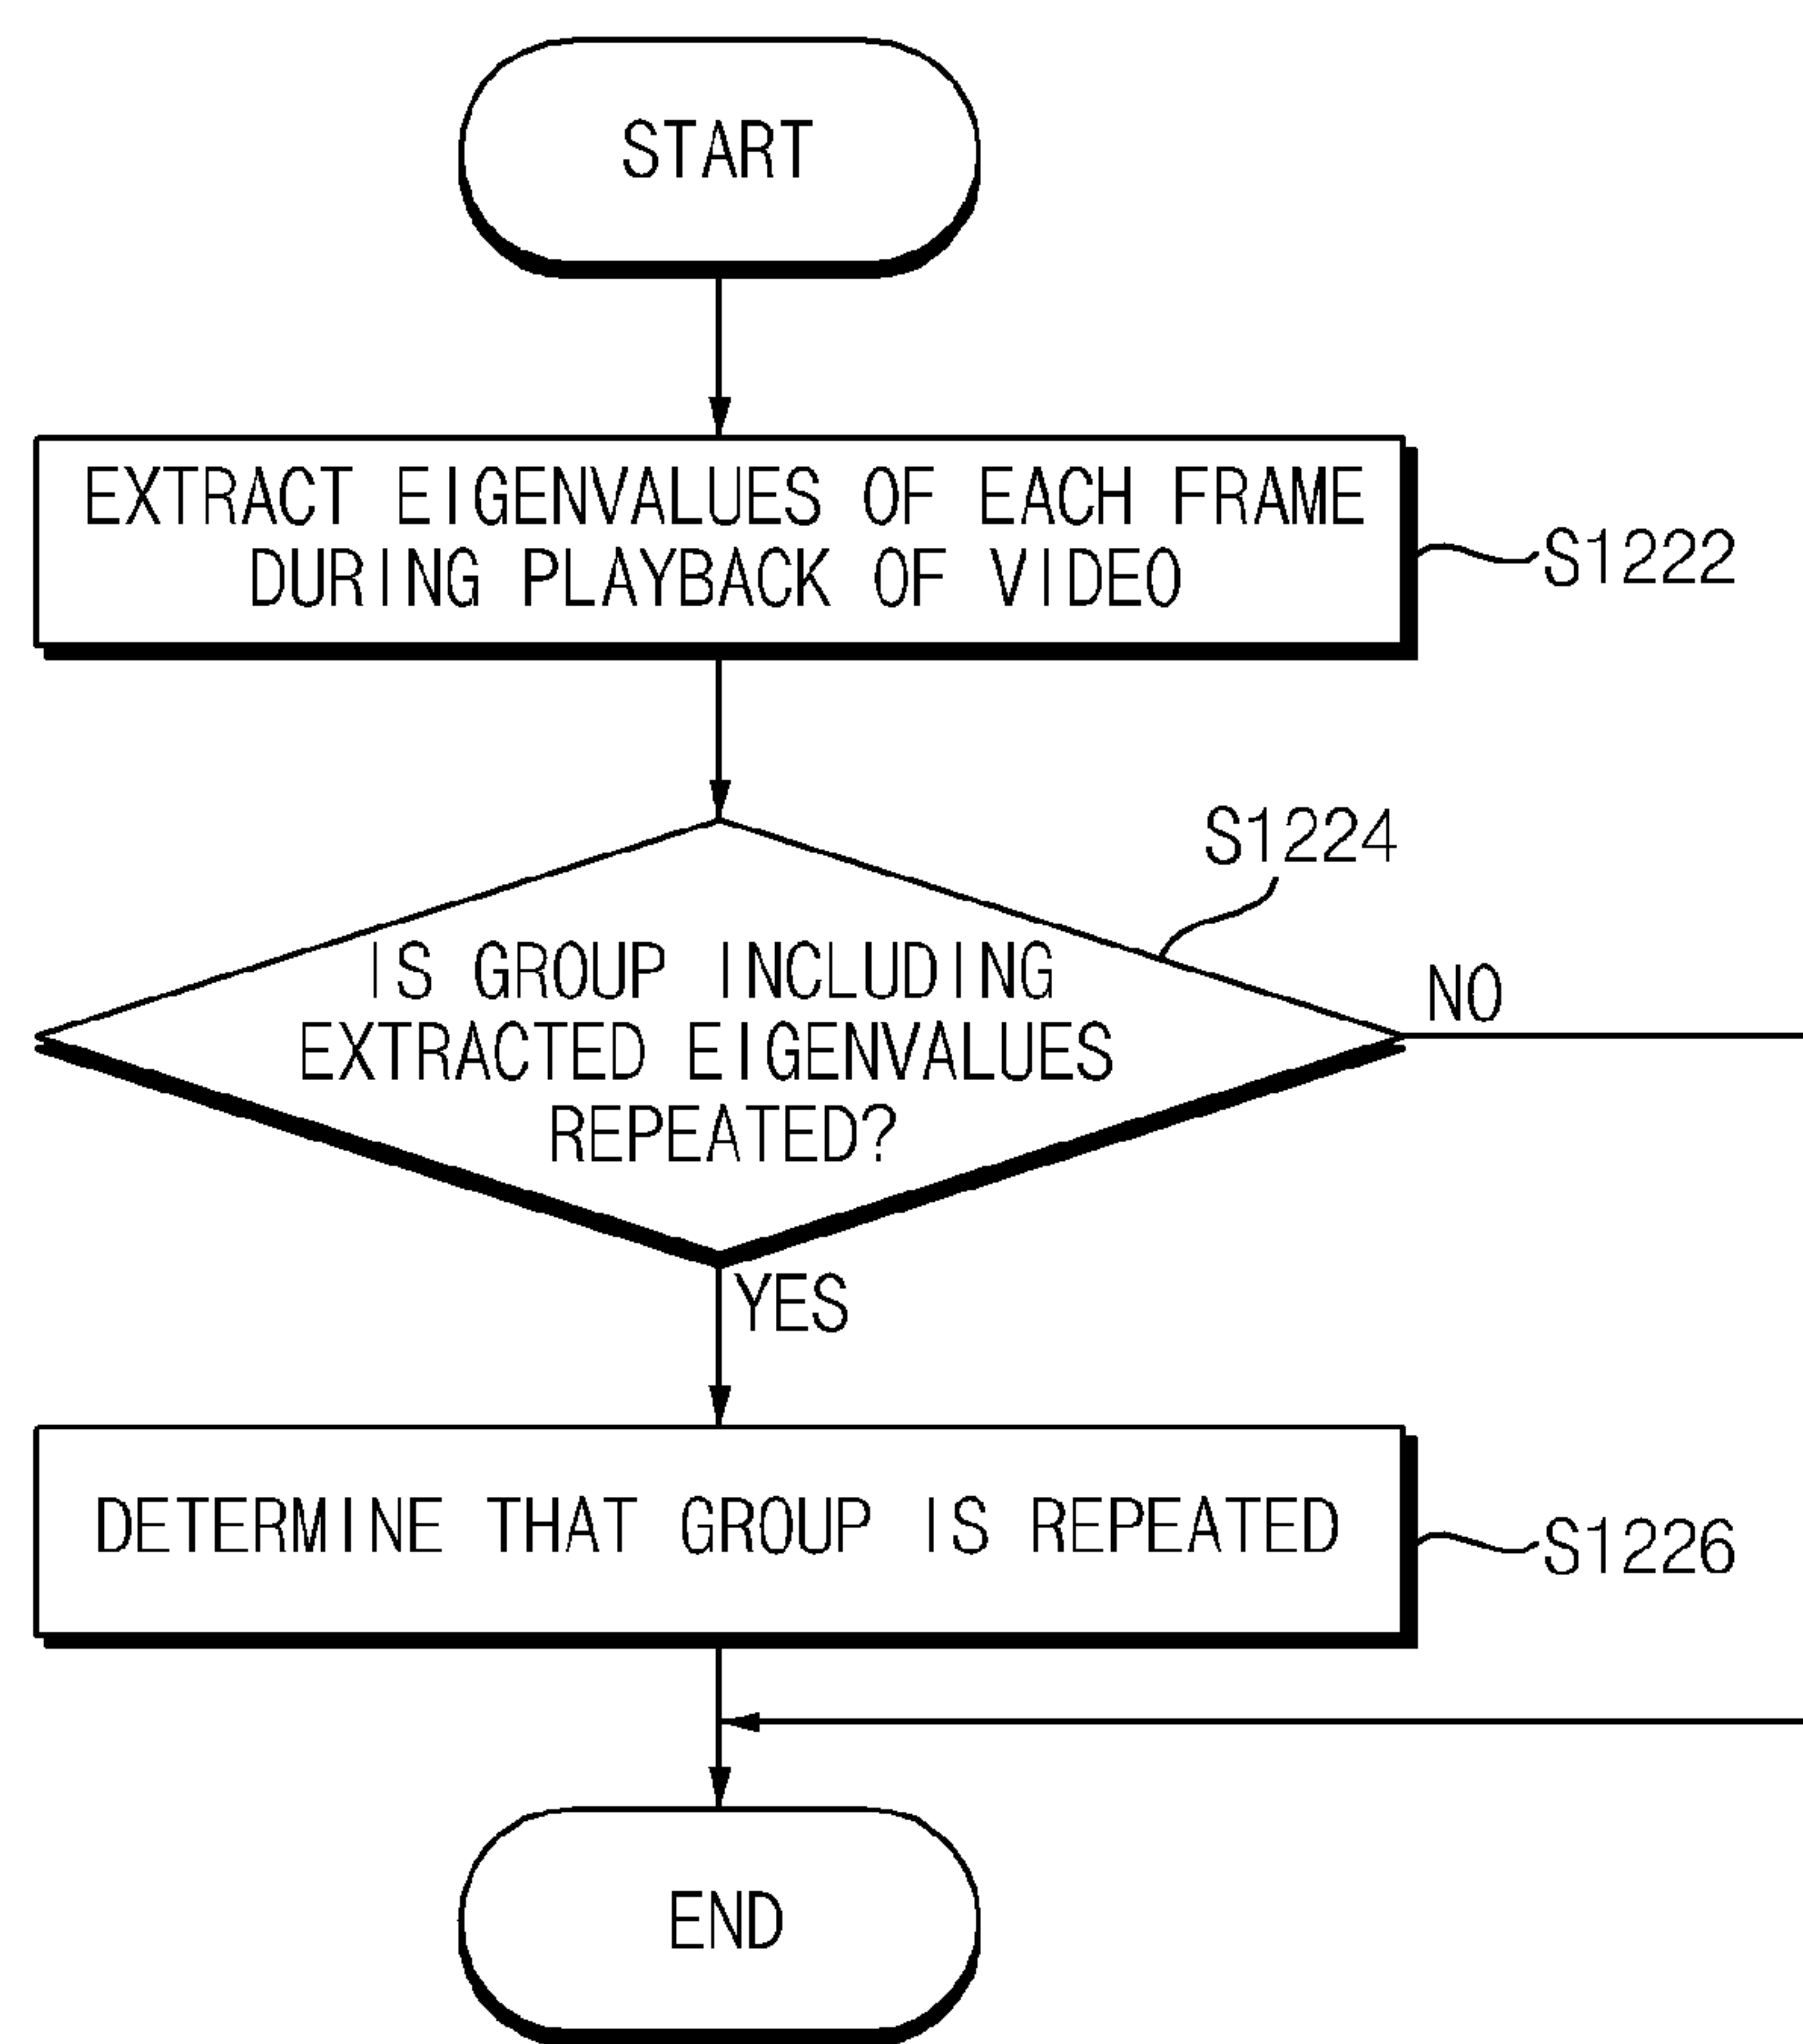 START
EXTRACT EIGENVALUES OF EACH FRAME
DURING PLAYBACK OF VIDEO
S1222
S1224
IS GROUP INCLUDING
EXTRACTED EIGENVALUES
REPEATED?
NO
YES
DETERMINE THAT GROUP IS REPEATED
S1226
END